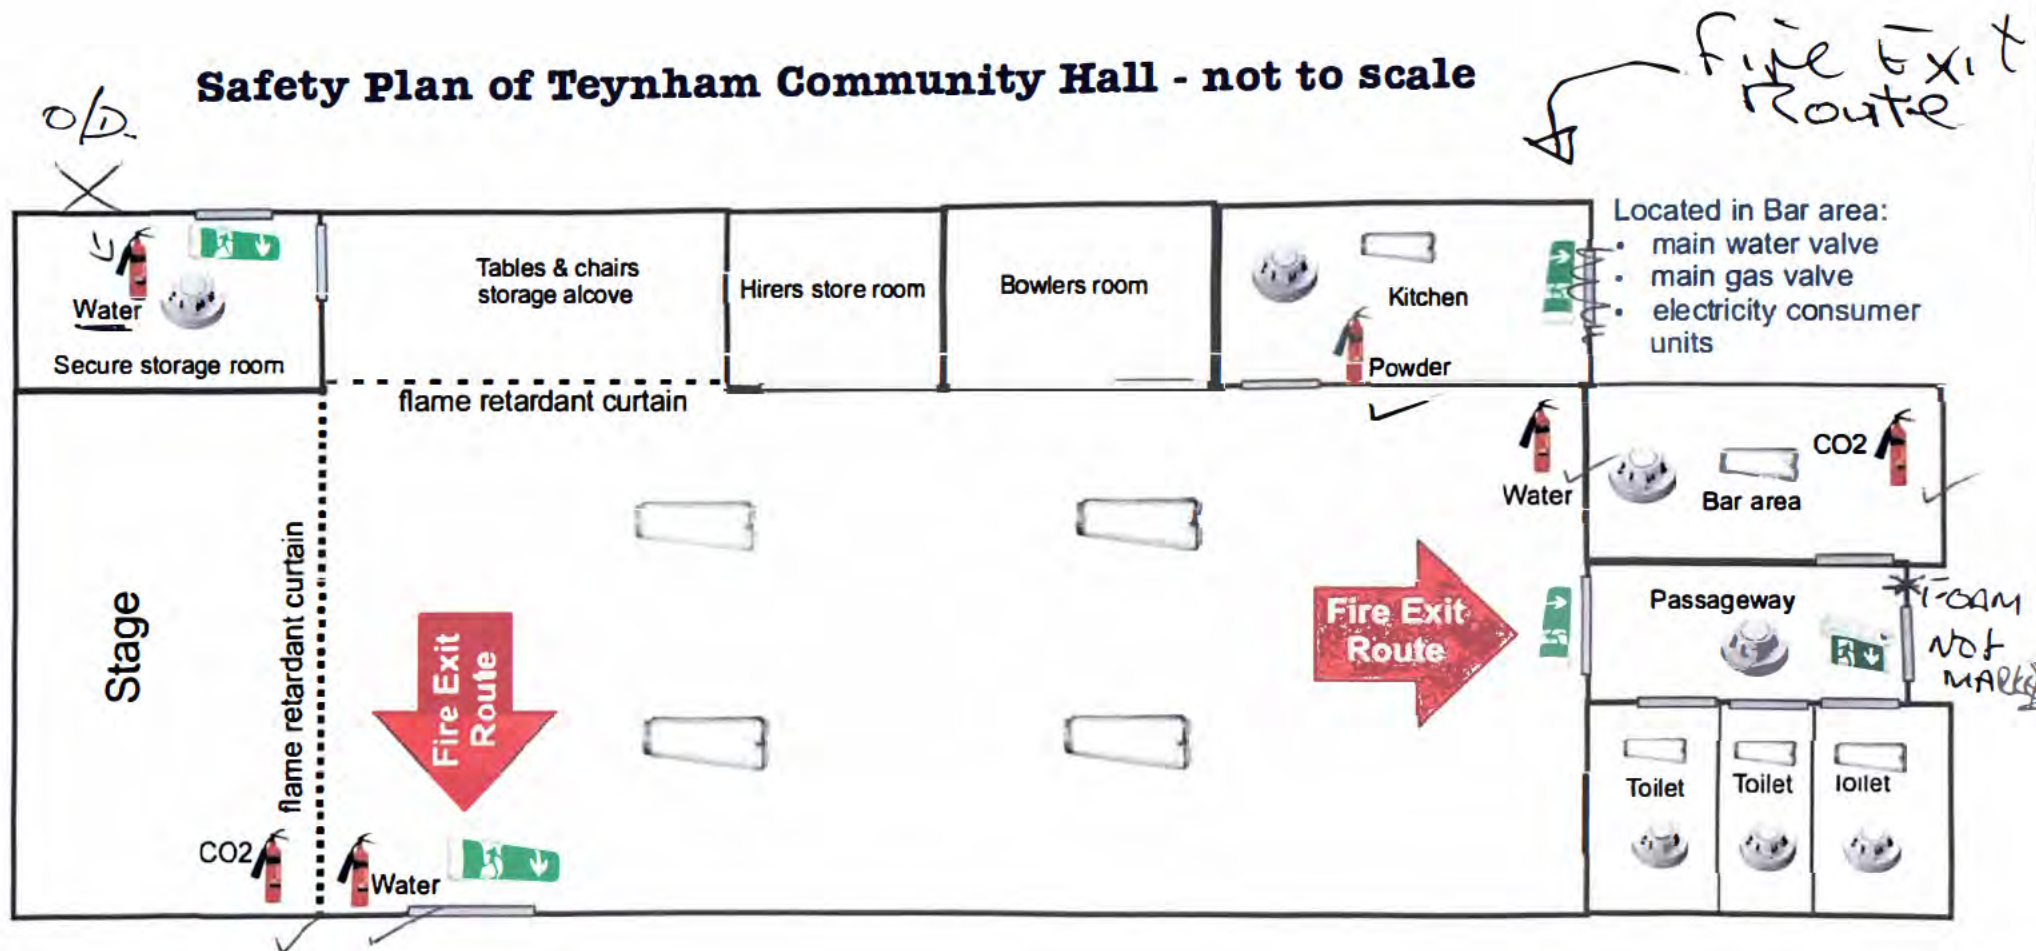 Safety Plan of Teynham Community Hall - not to scale
Fire Exit
Route
O/D.
Water
Secure storage room
Tables & chairs
storage alcove
Hirers store room
Bowlers room
Kitchen
Powder
Located in Bar area:
• main water valve
• main gas valve
• electricity consumer
units
flame retardant curtain
Stage
flame retardant curtain
Fire Exit
Route
CO2
Water
Water
CO2
Bar area
Fire Exit
Route
Passageway
FOAM
NOT
MARKED
Toilet
Toilet
Toilet